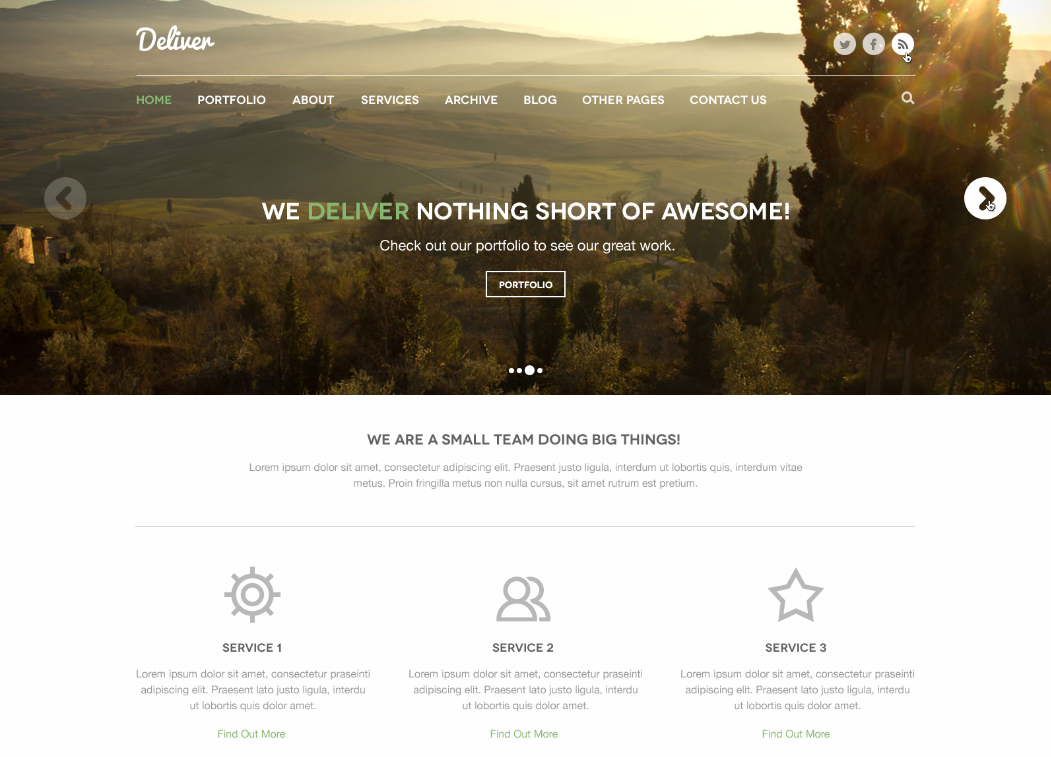 Deliver
HOME PORTFOLIO ABOUT SERVICES ARCHIVE BLOG OTHER PAGES CONTACT US
WE DELIVER NOTHING SHORT OF AWESOME!
Check out our portfolio to see our great work.
PORTFOLIO
WE ARE A SMALL TEAM DOING BIG THINGS!
Lorem ipsum dolor sit amet, consectetur adipiscing elit. Praesent justo ligula, interdum ut lobortis quis, interdum vitae
metus. Proin fringilla metus non nulla cursus, sit amet rutrum est pretium.
SERVICE 1
Lorem ipsum dolor sit amet, consectetur praseinti
adipiscing elit. Praesent lato justo ligula, interdu
ut lobortis quis dolor amet.
Find Out More
SERVICE 2
Lorem ipsum dolor sit amet, consectetur praseinti
adipiscing elit. Praesent lato justo ligula, interdu
ut lobortis quis dolor amet.
Find Out More
SERVICE 3
Lorem ipsum dolor sit amet, consectetur praseinti
adipiscing elit. Praesent lato justo ligula, interdu
ut lobortis quis dolor amet.
Find Out More